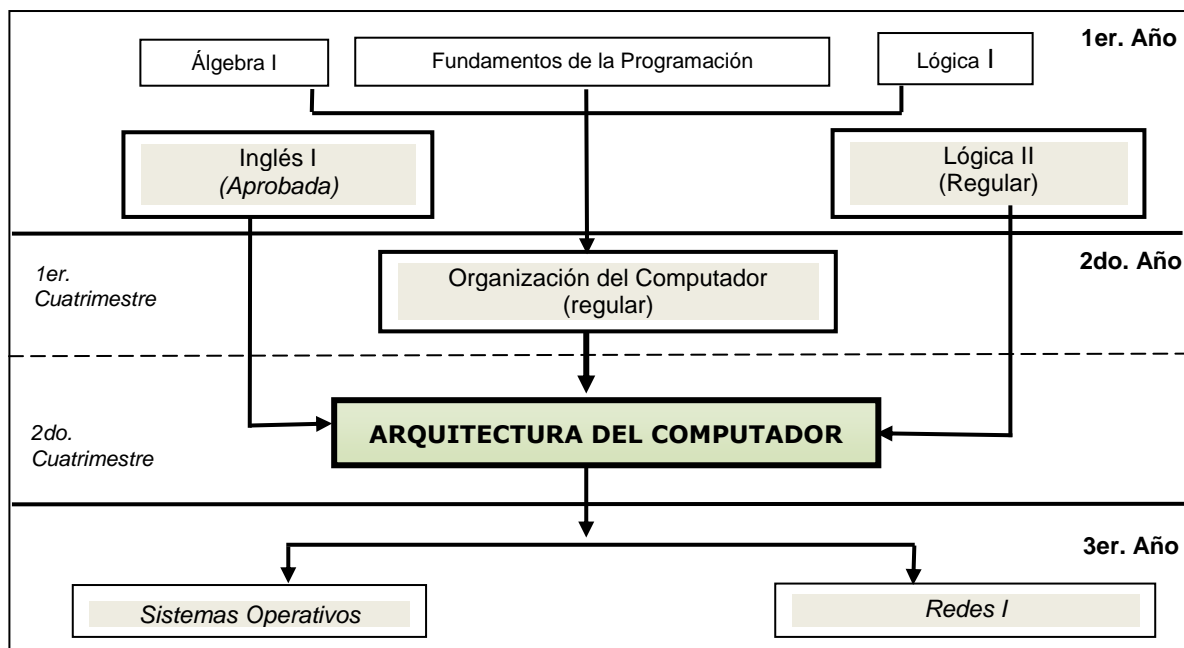 1er. Año
Álgebra I
Fundamentos de la Programación
Lógica I
Inglés I
(Aprobada)
Lógica II
(Regular)
2do. Año
1er.
Cuatrimestre
Organización del Computador
(regular)
2do.
Cuatrimestre
ARQUITECTURA DEL COMPUTADOR
3er. Año
Sistemas Operativos
Redes I